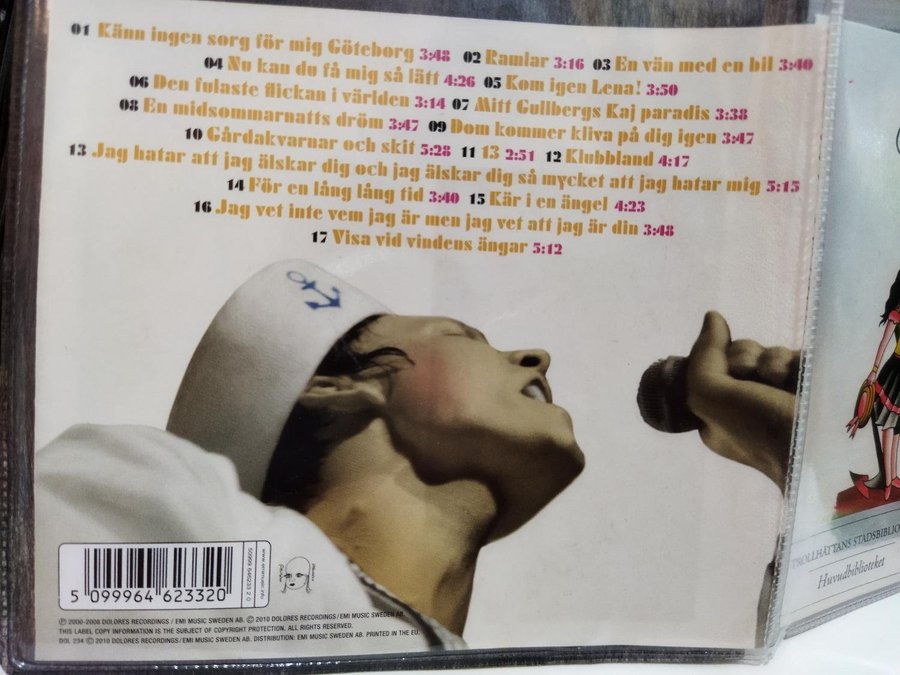 01 Känn ingen sorg för mig Göteborg 3:48 02 Ramlar 3:16 03 En vän med en bil 3:40
04 Nu kan du få mig så lätt 4:26 05 Kom igen Lena! 3:50
06 Den fulaste flickan i världen 3:14 07 Mitt Gullbergs Kaj paradis 3:38
08 En midsommarnatts dröm 3:47 09 Dom kommer kliva på dig igen 3:47
10 Gårdakvarnar och skit 5:28 11 13 2:51 12 Klubbland 4:17
13 Jag hatar att jag älskar dig och jag älskar dig så mycket att jag hatar mig 5:15
14 För en lång lång tid 3:40 15 Kär i en ängel 4:23
16 Jag vet inte vem jag är men jag vet att jag är din 3:48
17 Visa vid vindens ängar 5:12
5 099964 623320
50999 646233 2 0
www.emimusic.info
℗ 2000-2008 DOLORES RECORDINGS / EMI MUSIC SWEDEN AB. © 2010 DOLORES RECORDINGS / EMI MUSIC SWEDEN AB.
THIS LABEL COPY INFORMATION IS THE SUBJECT OF COPYRIGHT PROTECTION. ALL RIGHTS RESERVED.
DOL 234 © 2010 DOLORES RECORDINGS / EMI MUSIC SWEDEN AB. DISTRIBUTION: EMI MUSIC SWEDEN. PRINTED IN THE EU.
TROLLHÄTTANS STADSBIBLIO
Huvudbiblioteket